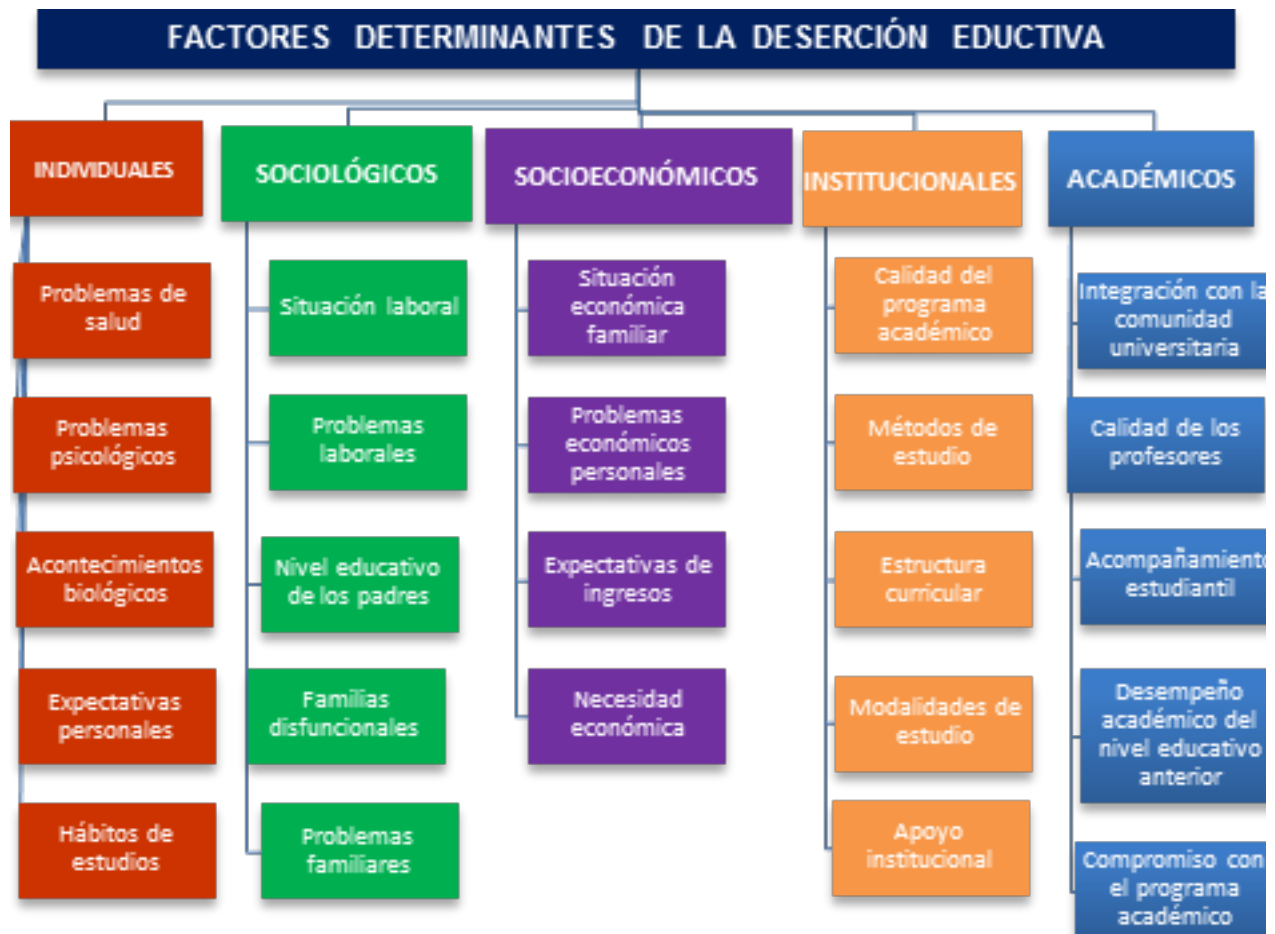 FACTORES DETERMINANTES DE LA DESERCIÓN EDUCTIVA
INDIVIDUALES
Problemas de
salud
Problemas
psicológicos
Acontecimientos
biológicos
Expectativas
personales
Hábitos de
estudios
SOCIOLÓGICOS
Situación laboral
Problemas
laborales
Nivel educativo
de los padres
Familias
disfuncionales
Problemas
familiares
SOCIOECONÓMICOS
Situación
económica
familiar
Problemas
económicos
personales
Expectativas de
ingresos
Necesidad
económica
INSTITUCIONALES
Calidad del
programa
académico
Métodos de
estudio
Estructura
curricular
Modalidades de
estudio
Apoyo
institucional
ACADÉMICOS
Integración con la
comunidad
universitaria
Calidad de los
profesores
Acompañamiento
estudiantil
Desempeño
académico del
nivel educativo
anterior
Compromiso con
el programa
académico